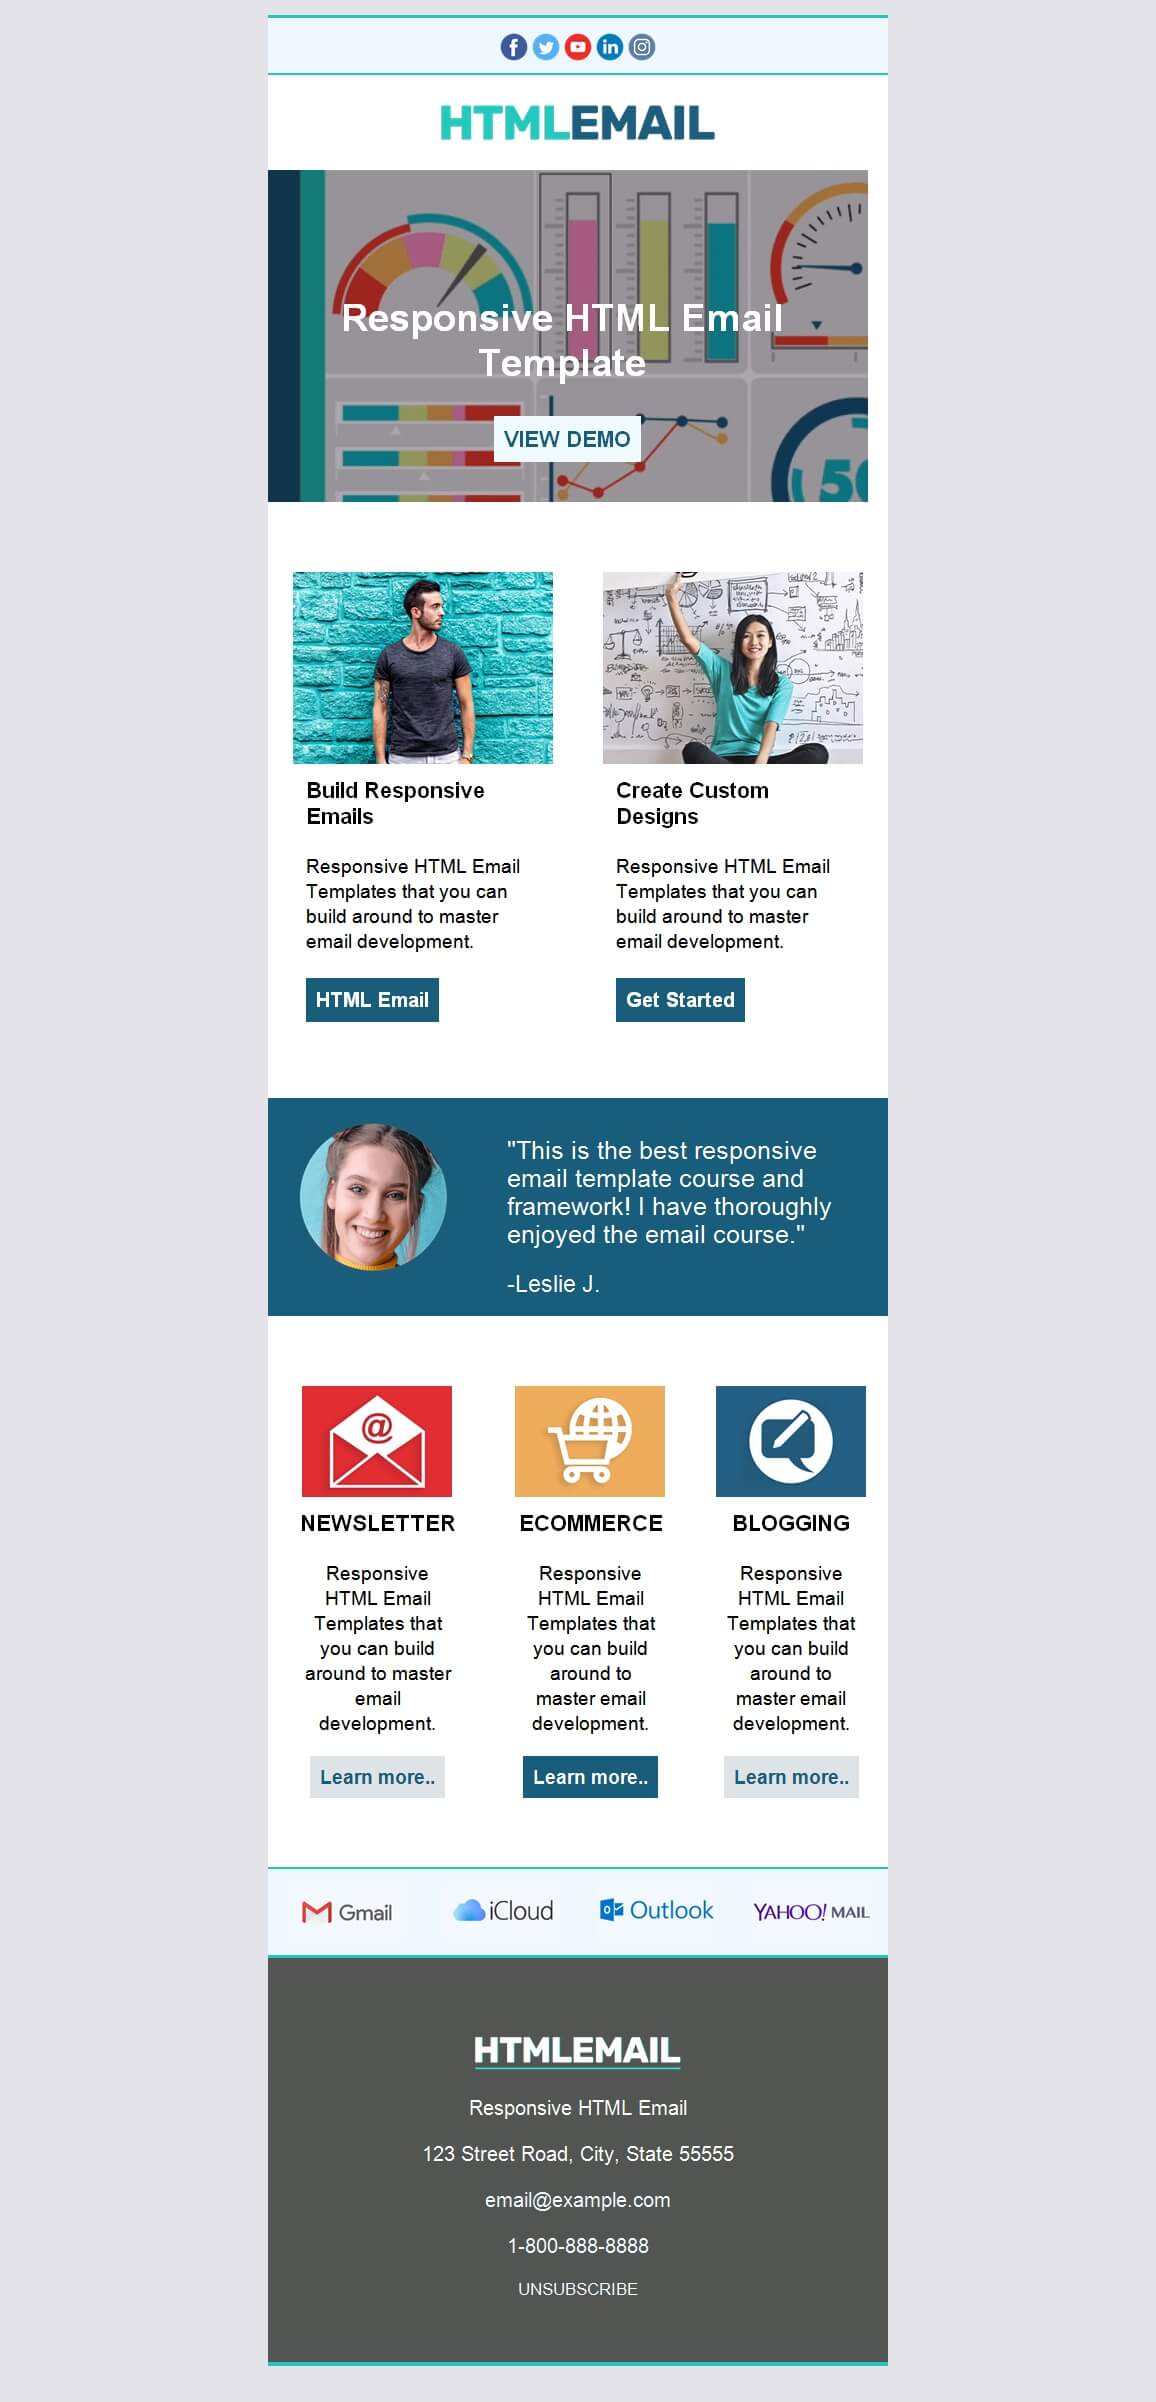 HTMLEMAIL
Responsive HTML Email
Template
VIEW DEMO
50
Build Responsive
Emails
Responsive HTML Email
Templates that you can
build around to master
email development.
HTML Email
Create Custom
Designs
Responsive HTML Email
Templates that you can
build around to master
email development.
Get Started
"This is the best responsive
email template course and
framework! I have thoroughly
enjoyed the email course."
-Leslie J.
@
NEWSLETTER
Responsive
HTML Email
Templates that
you can build
around to master
email
development.
Learn more..
ECOMMERCE
Responsive
HTML Email
Templates that
you can build
around to
master email
development.
Learn more..
BLOGGING
Responsive
HTML Email
Templates that
you can build
around to
master email
development.
Learn more..
Gmail
iCloud
Outlook
YAHOO! MAIL
HTMLEMAIL
Responsive HTML Email
123 Street Road, City, State 55555
email@example.com
1-800-888-8888
UNSUBSCRIBE